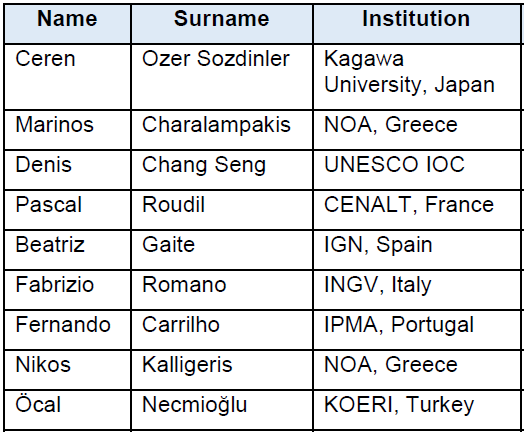 Name Surname Institution
Ceren Ozer Sozdinler Kagawa
University, Japan
Marinos Charalampakis NOA, Greece
Denis Chang Seng UNESCO IOC
Pascal Roudil CENALT, France
Beatriz Gaite IGN, Spain
Fabrizio Romano INGV, Italy
Fernando Carrilho IPMA, Portugal
Nikos Kalligeris NOA, Greece
Öcal Necmioğlu KOERI, Turkey